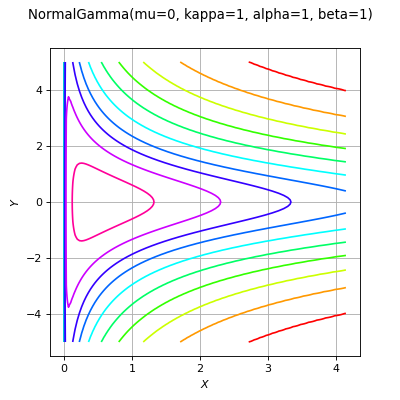 NormalGamma(mu=0, kappa=1, alpha=1, beta=1)
4
2
0
−2
−4
Y
0 1 2 3 4
X